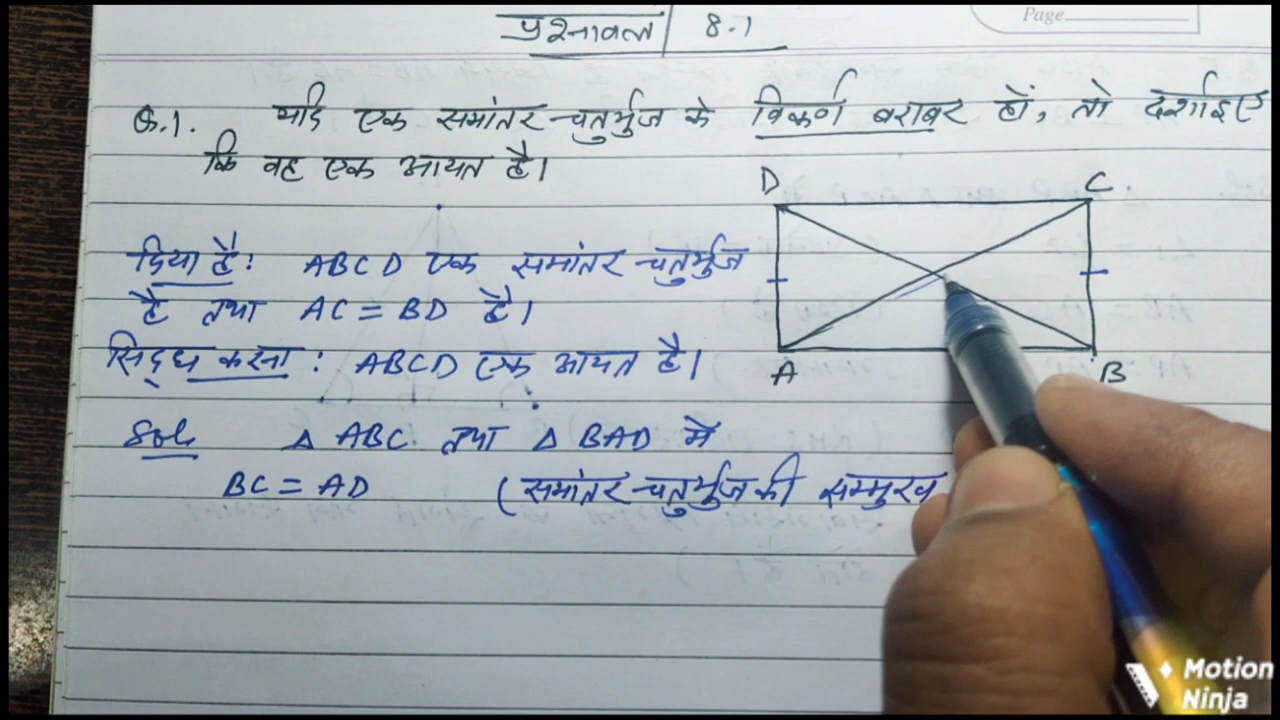 Page
प्रश्नावली 8.1
Q.1. यदि एक समांतर चतुर्भुज के विकर्ण बराबर हों, तो दर्शाइए
कि वह एक आयत है।
D C
दिया है: ABCD एक समांतर चतुर्भुज
है तथा AC = BD है।
A B
सिद्ध करना : ABCD एक आयत है।
Sol. Δ ABC. तथा Δ BAD में
BC = AD (समांतर चतुर्भुज की सम्मुख
Motion
Ninja